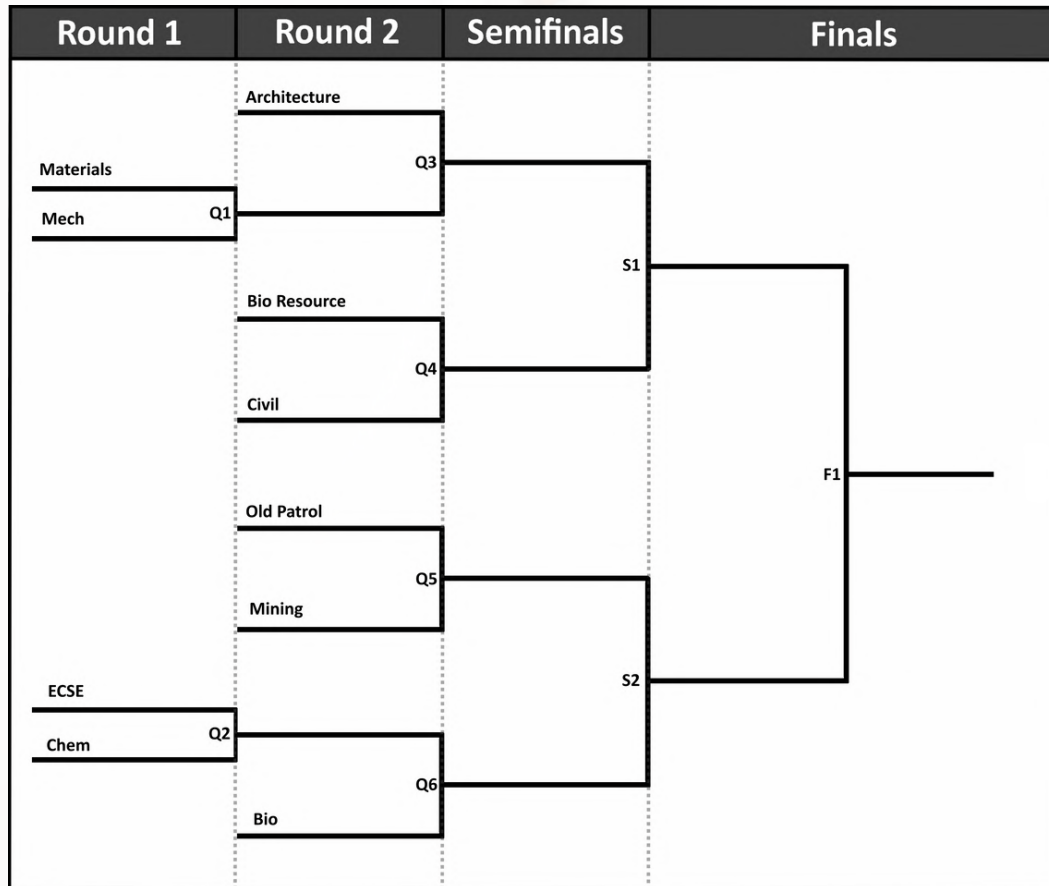 Round 1 Round 2 Semifinals Finals
Architecture
Q3
Materials
Mech
Q1
S1
Bio Resource
Q4
Civil
F1
Old Patrol
Q5
Mining
S2
ECSE
Chem
Q2
Q6
Bio